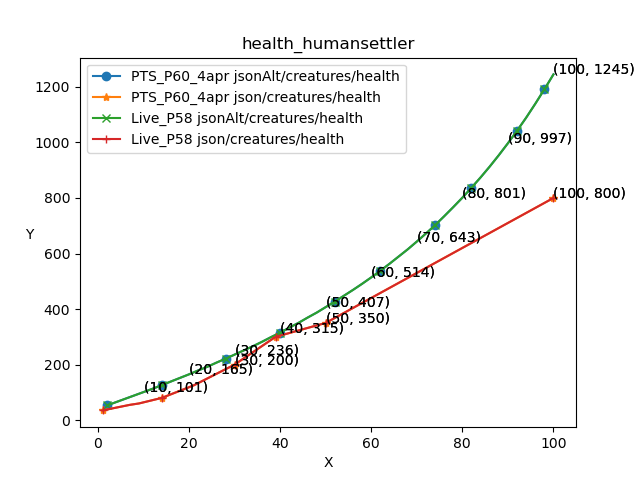 health_humansettler
PTS_P60_4apr jsonAlt/creatures/health
PTS_P60_4apr json/creatures/health
Live_P58 jsonAlt/creatures/health
Live_P58 json/creatures/health
(100, 1245)
(90, 997)
(80, 801)
(100, 800)
(70, 643)
(60, 514)
(50, 407)
(50, 350)
(40, 315)
(30, 236)
(30, 200)
(20, 165)
(10, 101)
Y
1200
1000
800
600
400
200
0
0 20 40 60 80 100
X